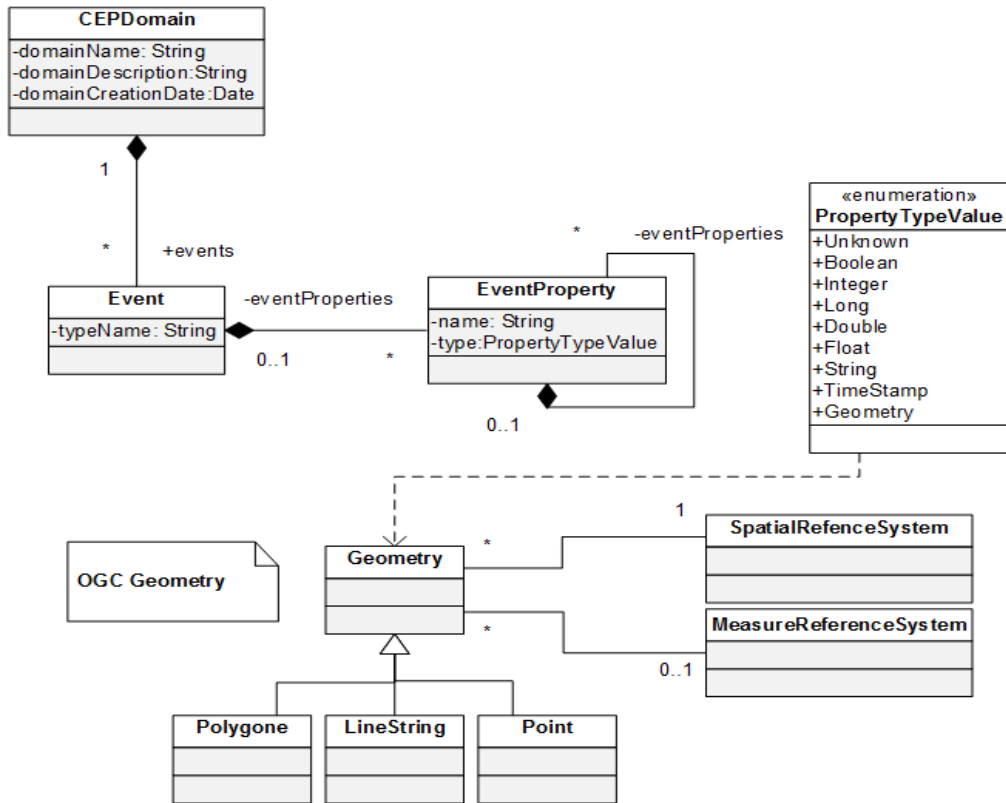 CEPDomain
-domainName: String
-domainDescription:String
-domainCreationDate:Date
1
*
+events
Event
-typeName: String
-eventProperties
0..1
*
EventProperty
-name: String
-type:PropertyTypeValue
*
-eventProperties
0..1
«enumeration»
PropertyTypeValue
+Unknown
+Boolean
+Integer
+Long
+Double
+Float
+String
+TimeStamp
+Geometry
OGC Geometry
Geometry
*
1
SpatialRefenceSystem
*
0..1
MeasureReferenceSystem
Polygone
LineString
Point